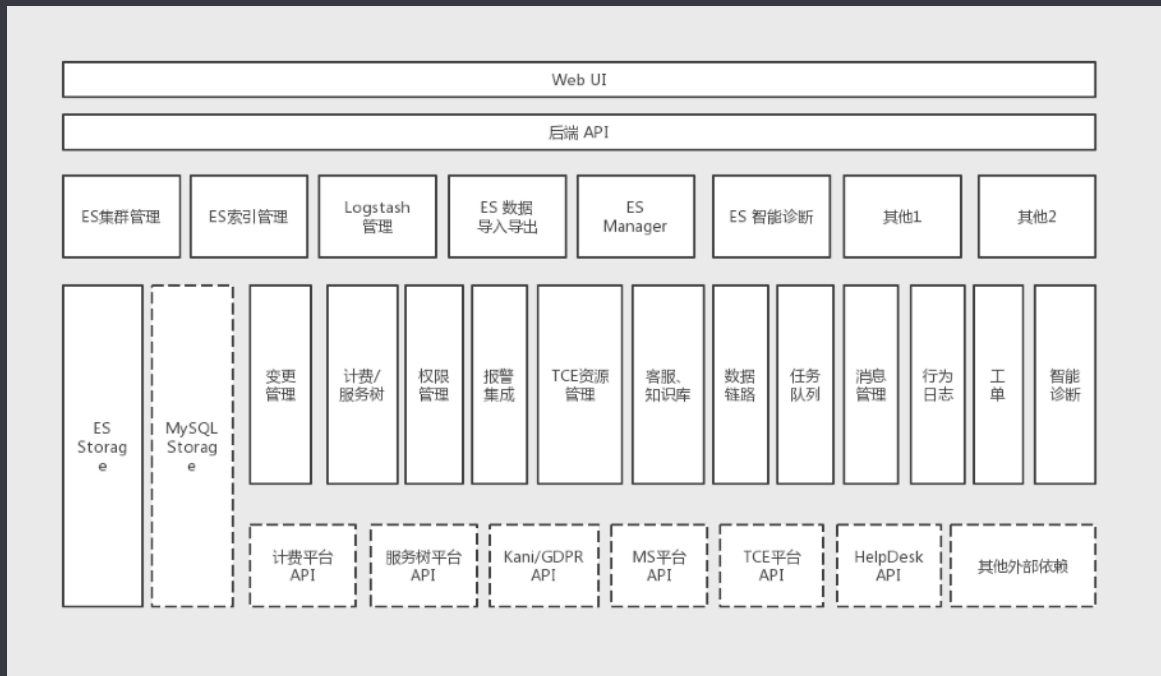 Web UI
后端 API
ES集群管理
ES索引管理
Logstash
管理
ES 数据
导入导出
ES
Manager
ES 智能诊断
其他1
其他2
ES
Storag
e
MySQL
Storag
e
变更
管理
计费/
服务树
权限
管理
报警
集成
TCE资源
管理
客服、
知识库
数据
链路
任务
队列
消息
管理
行为
日志
工
单
智能
诊断
计费平台
API
服务树平台
API
Kani/GDPR
API
MS平台
API
TCE平台
API
HelpDesk
API
其他外部依赖